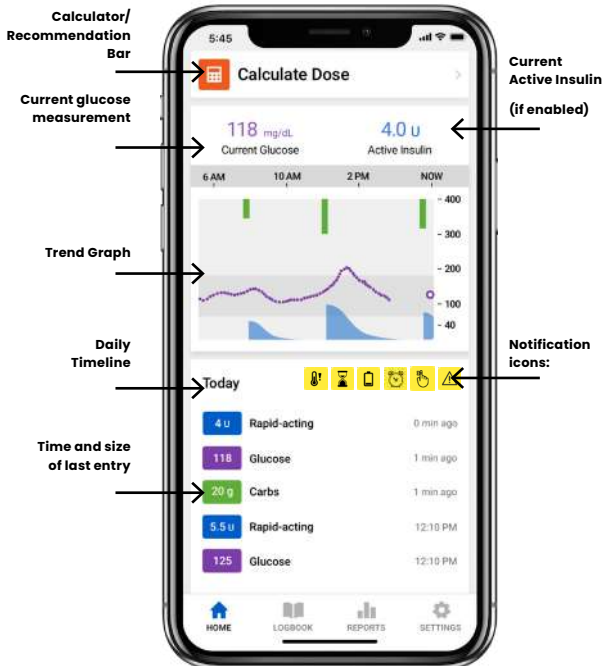 Calculator/
Recommendation
Bar
Current glucose
measurement
Trend Graph
Daily
Timeline
Time and size
of last entry
5:45
Calculate Dose
118 mg/dL
Current Glucose
4.0 U
Active Insulin
6 AM 10 AM 2 PM NOW
- 400
- 300
- 200
- 100
- 40
Today
4 U Rapid-acting 0 min ago
118 Glucose 1 min ago
20 g Carbs 1 min ago
5.5 U Rapid-acting 12:10 PM
125 Glucose 12:10 PM
HOME LOGBOOK REPORTS SETTINGS
Current
Active Insulin
(if enabled)
Notification
icons: